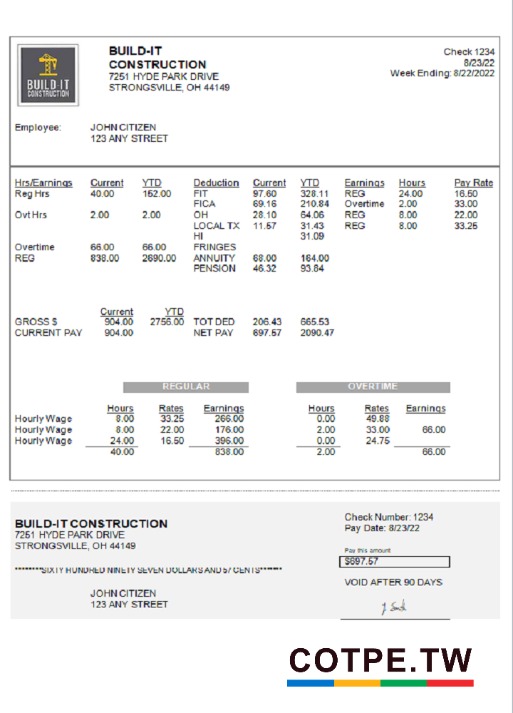 BUILD-IT
CONSTRUCTION
7251 HYDE PARK DRIVE
STRONGSVILLE, OH 44149
Check 1234
8/23/22
Week Ending: 8/22/2022
BUILD IT
CONSTRUCTION
Employee: JOHN CITIZEN
123 ANY STREET
Hrs/Earnings Current YTD Deduction Current YTD Earnings Hours Pay Rate
Reg Hrs 40.00 152.00 FIT 97.60 328.11 REG 24.00 16.50
FICA 69.16 210.84 Overtime 2.00 33.00
Ovt Hrs 2.00 2.00 OH 28.10 64.06 REG 8.00 22.00
LOCAL TX 11.57 31.43 REG 8.00 33.25
HI 31.09
Overtime 66.00 66.00 FRINGES
REG 838.00 2690.00 ANNUITY 68.00 164.00
PENSION 46.32 93.84
Current YTD
GROSS $ 904.00 2756.00 TOT DED 206.43 665.53
CURRENT PAY 904.00 NET PAY 697.57 2090.47
REGULAR OVERTIME
Hours Rates Earnings Hours Rates Earnings
Hourly Wage 8.00 33.25 266.00 0.00 49.88
Hourly Wage 8.00 22.00 176.00 2.00 33.00 66.00
Hourly Wage 24.00 16.50 396.00 0.00 24.75
40.00 838.00 2.00 66.00
BUILD-IT CONSTRUCTION
7251 HYDE PARK DRIVE
STRONGSVILLE, OH 44149
Check Number: 1234
Pay Date: 8/23/22
Pay this amount
$697.57
********SIXTY HUNDRED NINETY SEVEN DOLLARS AND 57 CENTS*******
VOID AFTER 90 DAYS
JOHN CITIZEN
123 ANY STREET
COTPE.TW